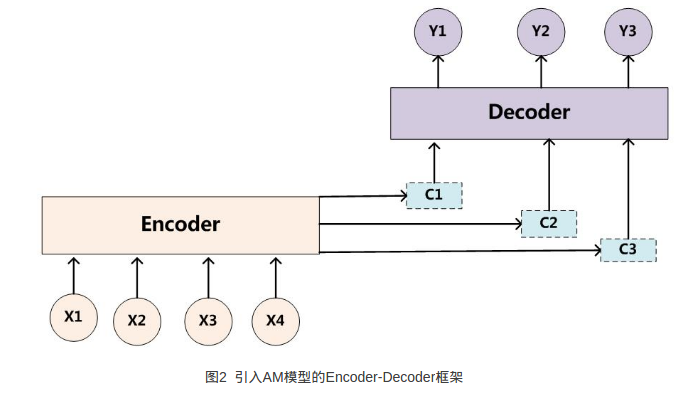 Y1 Y2 Y3
Decoder
C1
Encoder
C2
C3
X1 X2 X3 X4
图2 引入AM模型的Encoder-Decoder框架